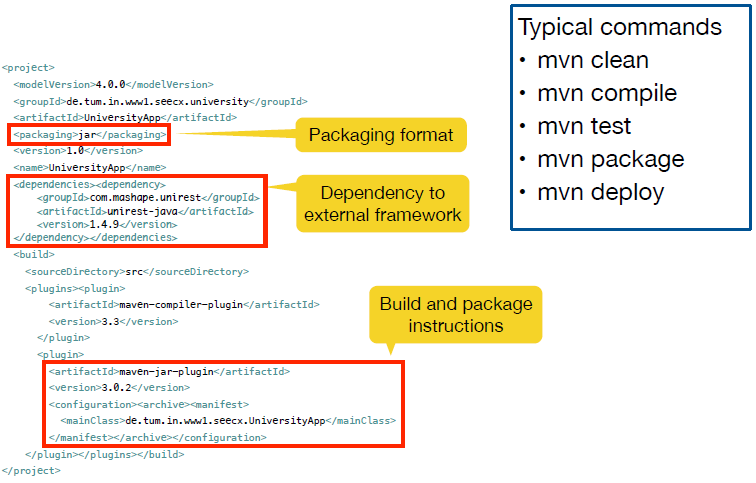 Typical commands
• mvn clean
• mvn compile
• mvn test
• mvn package
• mvn deploy
<project>
<modelVersion>4.0.0</modelVersion>
<groupId>de.tum.in.www1.seecx.university</groupId>
<artifactId>UniversityApp</artifactId>
<packaging>jar</packaging>
Packaging format
<version>1.0</version>
<name>UniversityApp</name>
<dependencies><dependency>
<groupId>com.mashape.unirest</groupId>
<artifactId>unirest-java</artifactId>
<version>1.4.9</version>
</dependency></dependencies>
Dependency to
external framework
<build>
<sourceDirectory>src</sourceDirectory>
<plugins><plugin>
<artifactId>maven-compiler-plugin</artifactId>
<version>3.3</version>
</plugin>
Build and package
instructions
<plugin>
<artifactId>maven-jar-plugin</artifactId>
<version>3.0.2</version>
<configuration><archive><manifest>
<mainClass>de.tum.in.www1.seecx.UniversityApp</mainClass>
</manifest></archive></configuration>
</plugin></plugins></build>
</project>